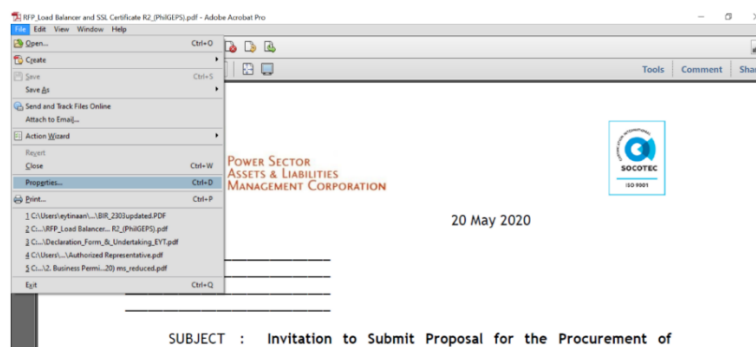 RFP_Load Balancer and SSL Certificate R2_(PhilGEPS).pdf - Adobe Acrobat Pro
File Edit View Window Help
Open... Ctrl+O
Create
Save Ctrl+S
Save As
Send and Track Files Online
Attach to Email...
Action Wizard
Revert
Close Ctrl+W
Properties... Ctrl+D
Print... Ctrl+P
1 C:\Users\eytinaan\...\BIR_2303updated.PDF
2 C:\...\RFP_Load Balancer... R2_(PhilGEPS).pdf
3 C:\...\Declaration_Form_&_Undertaking_EYT.pdf
4 C:\Users\...\Authorized Representative.pdf
5 C:\...\2. Business Permi...20) ms_reduced.pdf
Exit Ctrl+Q
Tools Comment Shar
POWER SECTOR
ASSETS & LIABILITIES
MANAGEMENT CORPORATION
SOCOTEC
ISO 9001
20 May 2020
SUBJECT : Invitation to Submit Proposal for the Procurement of